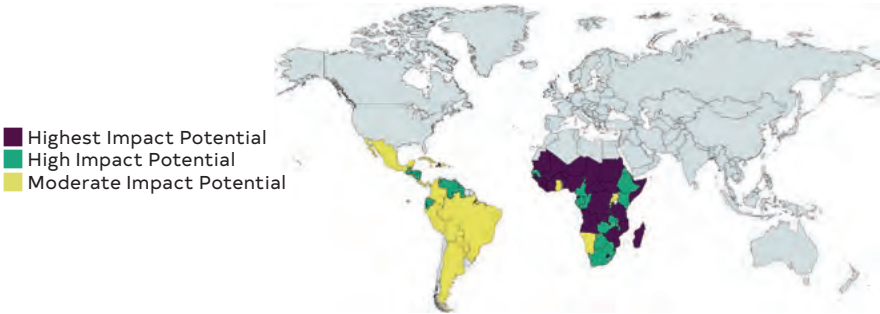 Highest Impact Potential
High Impact Potential
Moderate Impact Potential